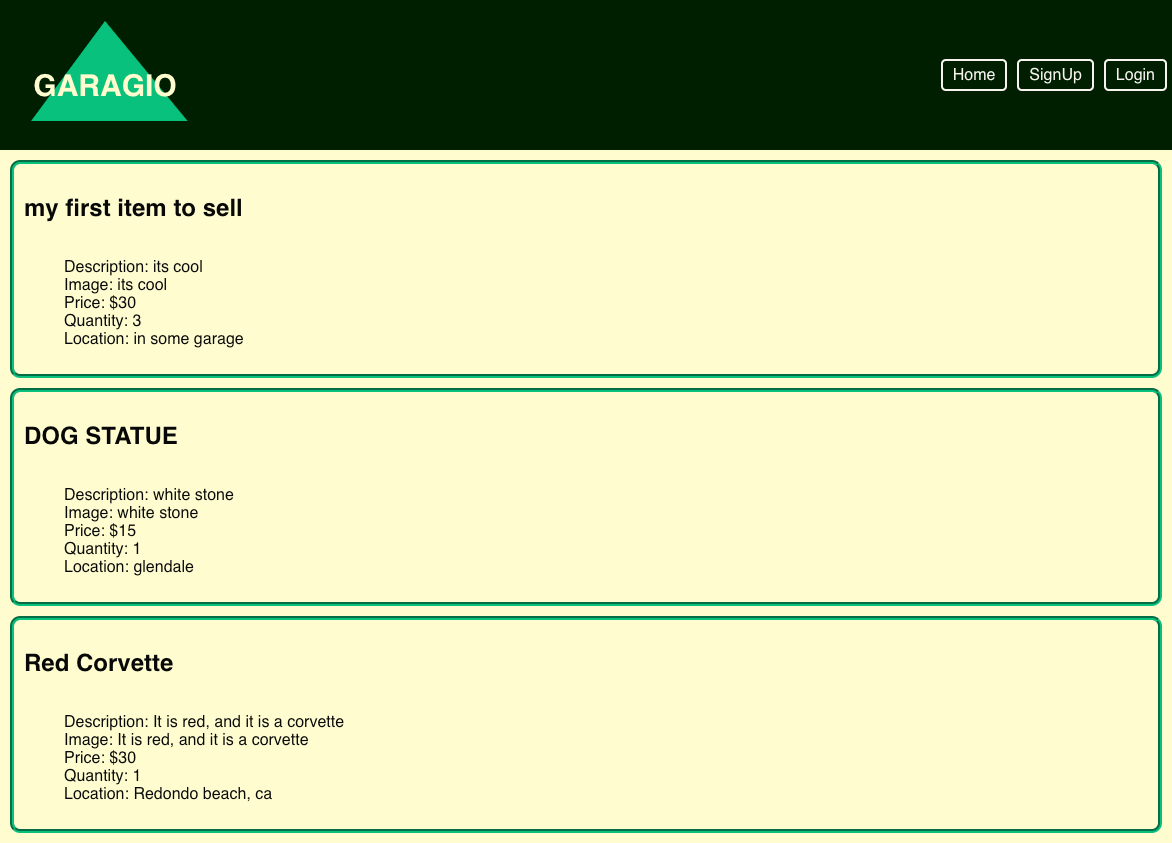 GARAGIO
Home SignUp Login
my first item to sell
Description: its cool
Image: its cool
Price: $30
Quantity: 3
Location: in some garage
DOG STATUE
Description: white stone
Image: white stone
Price: $15
Quantity: 1
Location: glendale
Red Corvette
Description: It is red, and it is a corvette
Image: It is red, and it is a corvette
Price: $30
Quantity: 1
Location: Redondo beach, ca